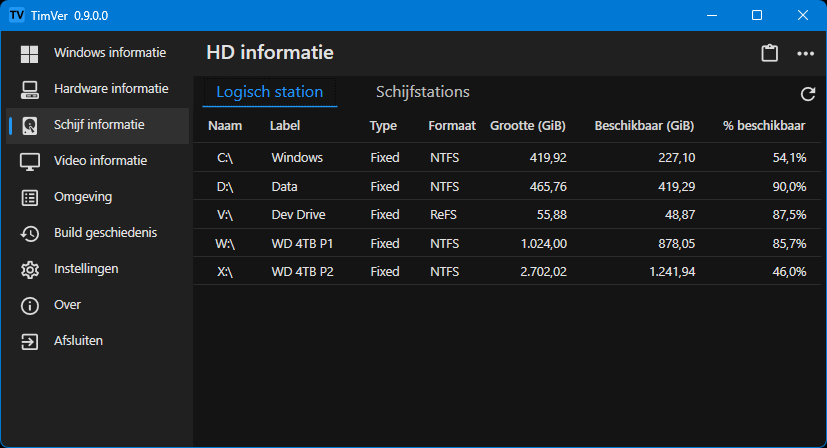 TV TimVer 0.9.0.0
Windows informatie
Hardware informatie
Schijf informatie
Video informatie
Omgeving
Build geschiedenis
Instellingen
Over
Afsluiten
HD informatie
Logisch station Schijfstations
Naam Label Type Formaat Grootte (GiB) Beschikbaar (GiB) % beschikbaar
C:\ Windows Fixed NTFS 419,92 227,10 54,1%
D:\ Data Fixed NTFS 465,76 419,29 90,0%
V:\ Dev Drive Fixed ReFS 55,88 48,87 87,5%
W:\ WD 4TB P1 Fixed NTFS 1.024,00 878,05 85,7%
X:\ WD 4TB P2 Fixed NTFS 2.702,02 1.241,94 46,0%